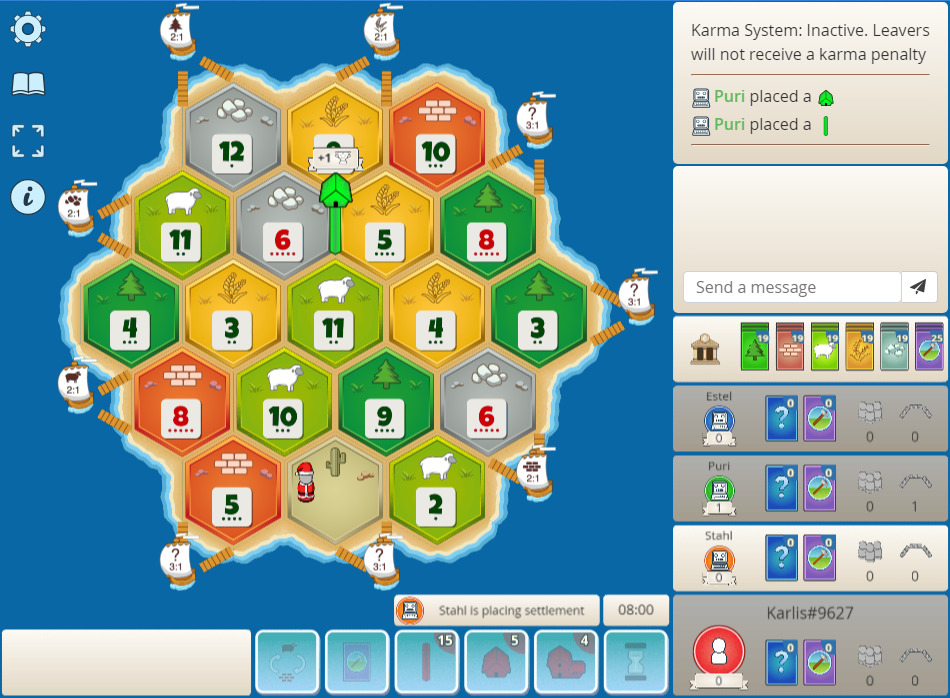 Karma System: Inactive. Leavers
will not receive a karma penalty
Puri placed a
Puri placed a
Send a message
19 19 19 19 19 25
Estel
0 0 0 0 0
Puri
1 0 0 0 1
Stahl
0 0 0 0 0
Karlis#9627
0 0 0 0 0
2:1
2:1
? 3:1
2:1
? 3:1
2:1
2:1
? 3:1
? 3:1
12 10
+1
11 6 5 8
4 3 11 4 3
8 10 9 6
5 2
Stahl is placing settlement 08:00
15 5 4
i
? ? ? ?